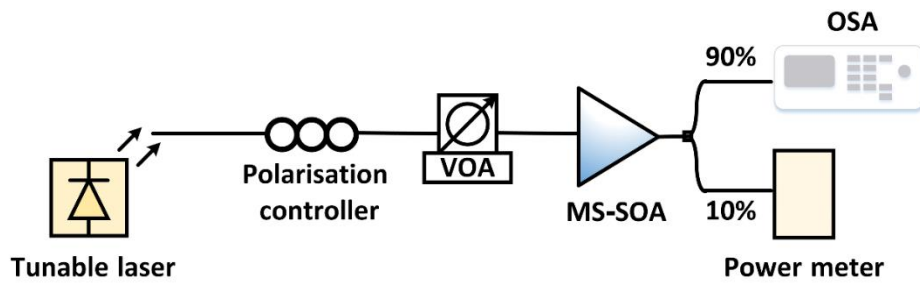 OSA
90%
VOA
Polarisation
controller
MS-SOA
10%
Tunable laser
Power meter